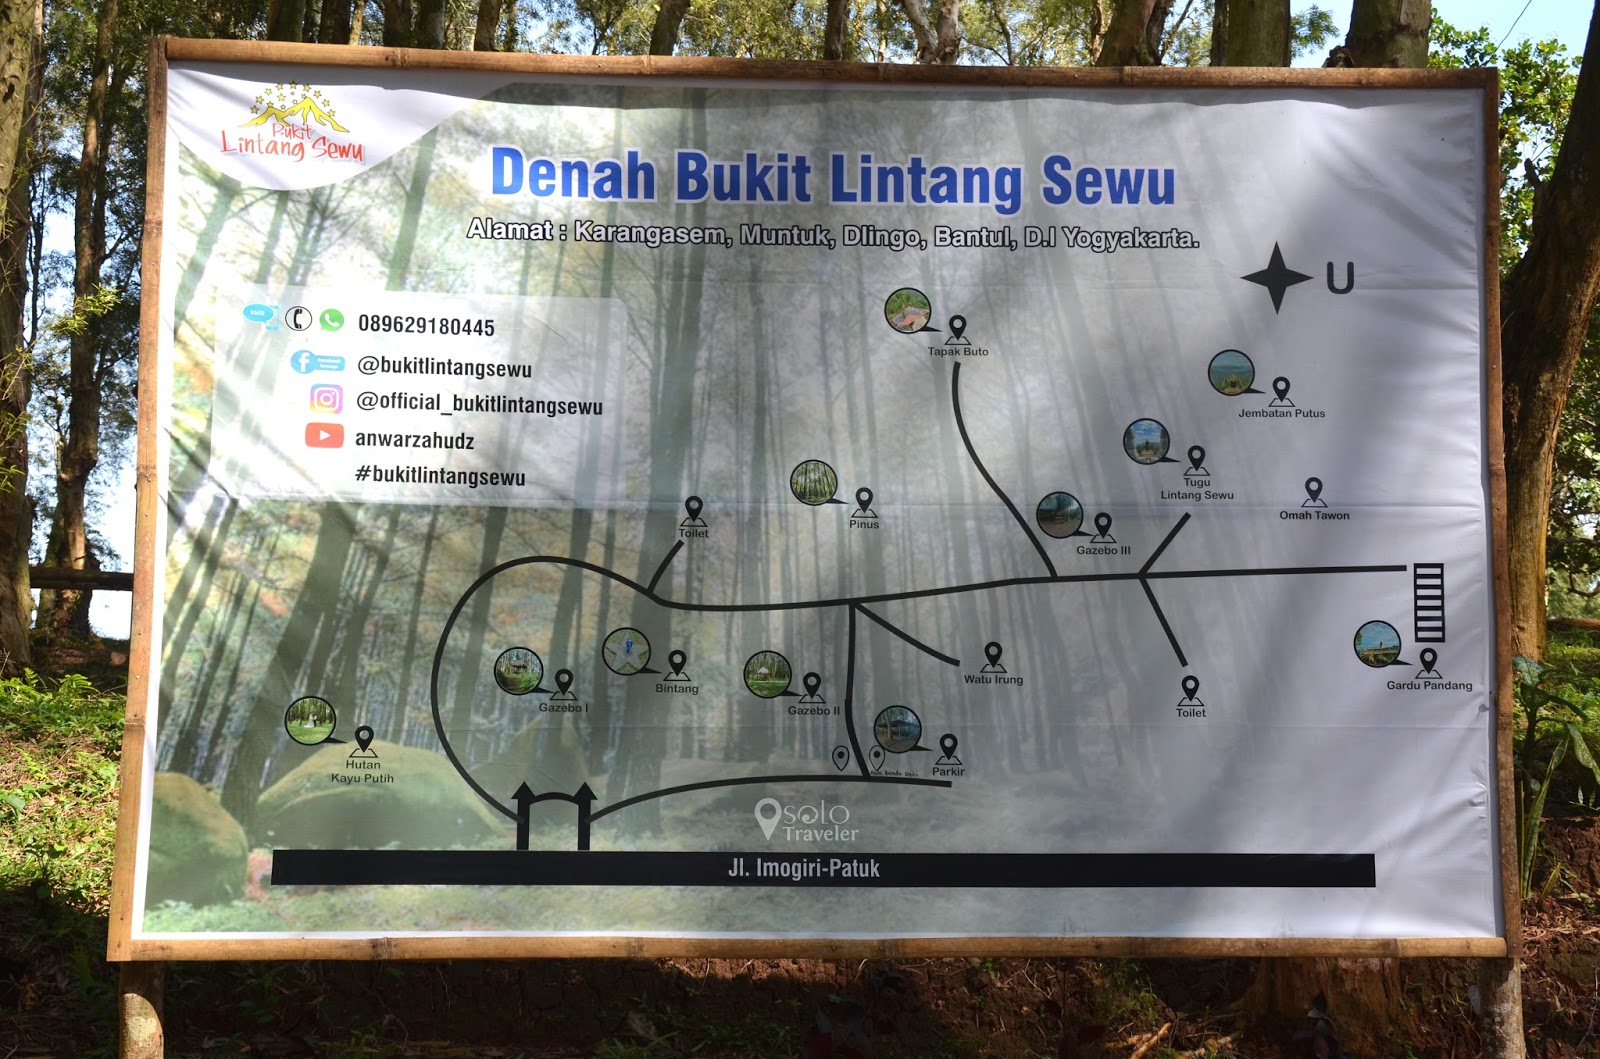 Bukit
Lintang Sewu
Denah Bukit Lintang Sewu
Alamat : Karangasem, Muntuk, Dlingo, Bantul, D.I Yogyakarta.
U
SMS
089629180445
@bukitlintangsewu
@official_bukitlintangsewu
anwarzahudz
#bukitlintangsewu
Tapak Buto
Jembatan Putus
Tugu
Lintang Sewu
Omah Tawon
Pinus
Toilet
Gazebo III
Watu Irung
Gardu Pandang
Toilet
Gazebo I
Bintang
Gazebo II
Hutan
Kayu Putih
Parkir
solo
Traveler
Jl. Imogiri-Patuk